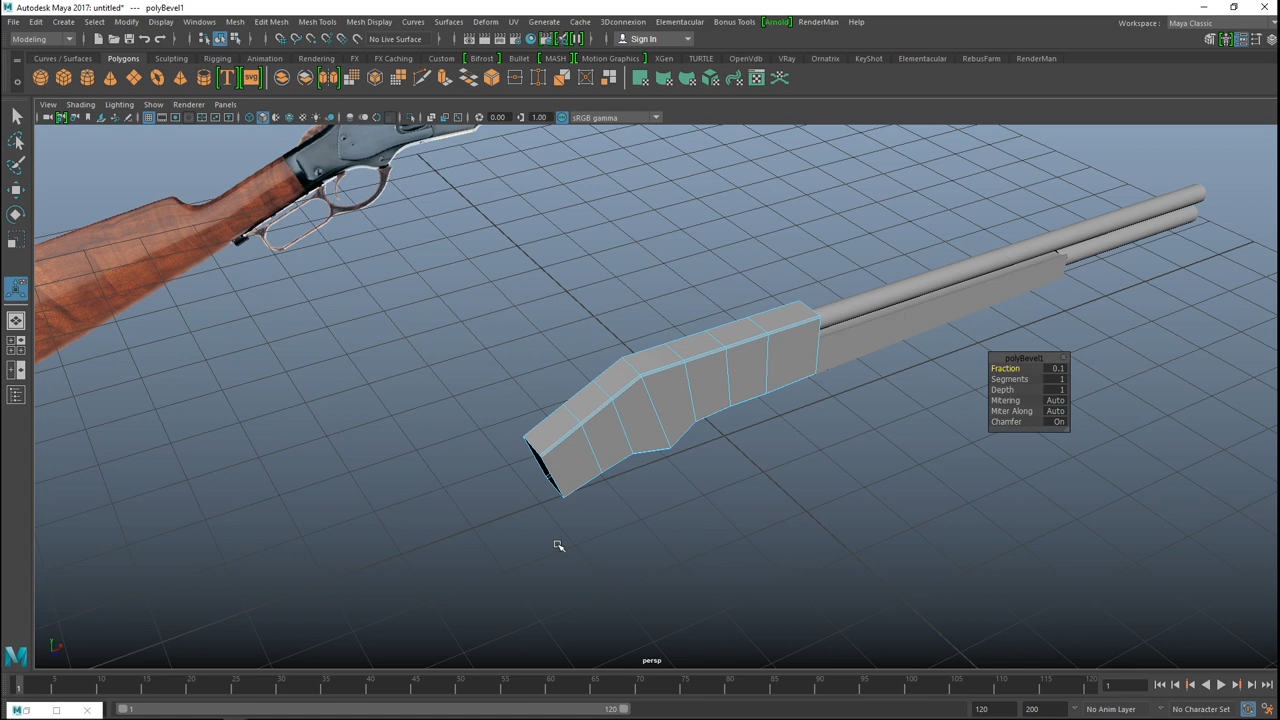 Autodesk Maya 2017: untitled* --- polyBevel1
File Edit Create Select Modify Display Windows Mesh Edit Mesh Mesh Tools Mesh Display Curves Surfaces Deform UV Generate Cache 3Dconnexion Elementacular Bonus Tools [Arnold] RenderMan Help
Workspace : Maya Classic
Modeling No Live Surface Sign In
Curves / Surfaces Polygons Sculpting Rigging Animation Rendering FX FX Caching Custom Bifrost Bullet MASH Motion Graphics XGen TURTLE OpenVdb VRay Ornatrix KeyShot Elementacular RebusFarm RenderMan
View Shading Lighting Show Renderer Panels
0.00 1.00 sRGB gamma
polyBevel1
Fraction 0.1
Segments 1
Depth 1
Mitering Auto
Miter Along Auto
Chamfer On
persp
1 5 10 15 20 25 30 35 40 45 50 55 60 65 70 75 80 85 90 95 100 105 110 115 120 1
1 120 120 200 No Anim Layer No Character Set